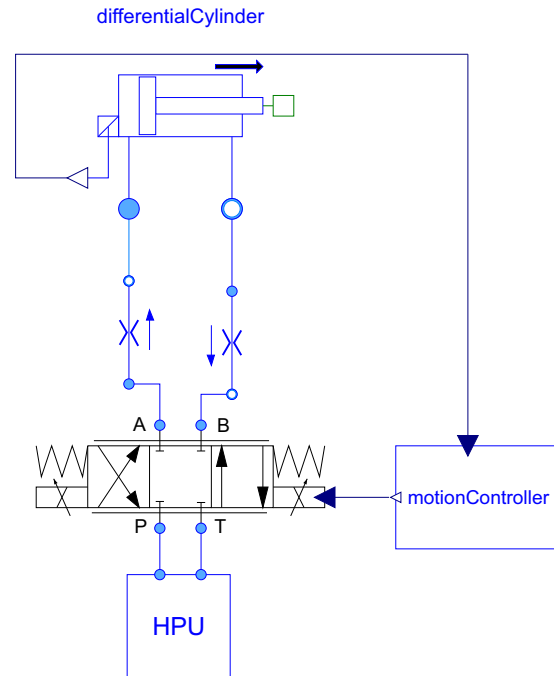 differentialCylinder
A B
motionController
P T
HPU